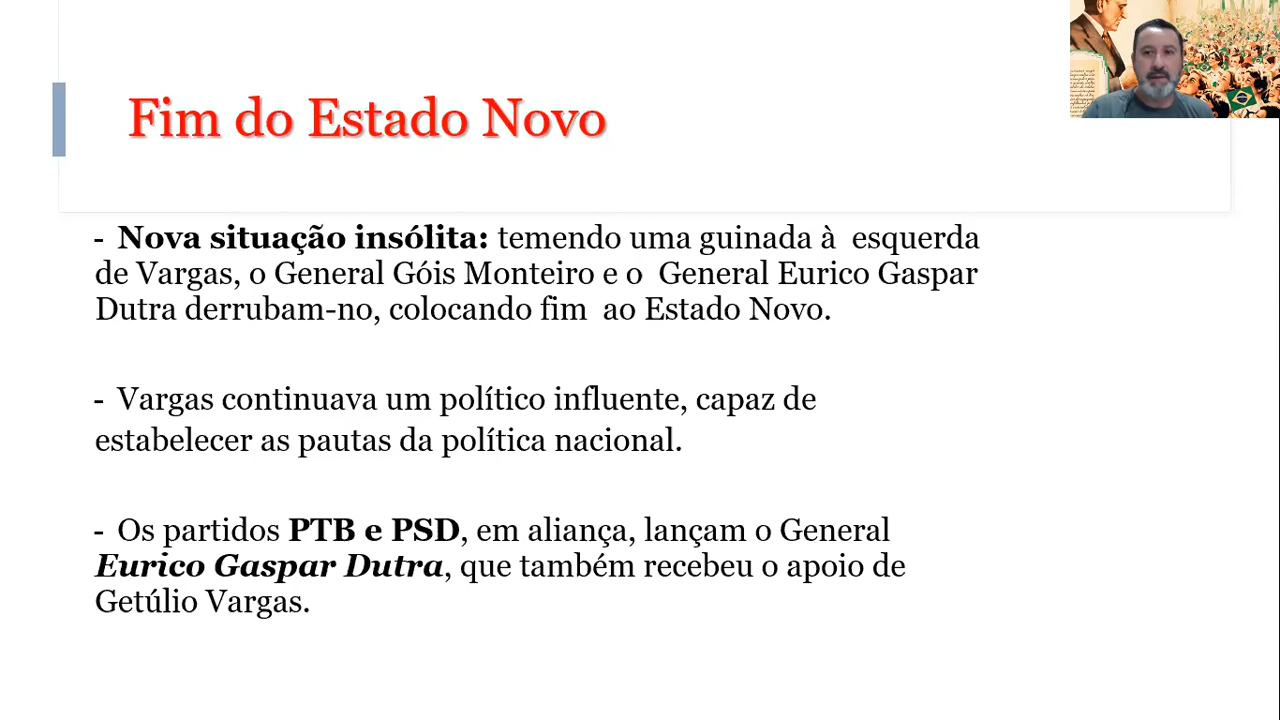 Fim do Estado Novo
- Nova situação insólita: temendo uma guinada à esquerda
de Vargas, o General Góis Monteiro e o General Eurico Gaspar
Dutra derrubam-no, colocando fim ao Estado Novo.
- Vargas continuava um político influente, capaz de
estabelecer as pautas da política nacional.
- Os partidos PTB e PSD, em aliança, lançam o General
Eurico Gaspar Dutra, que também recebeu o apoio de
Getúlio Vargas.